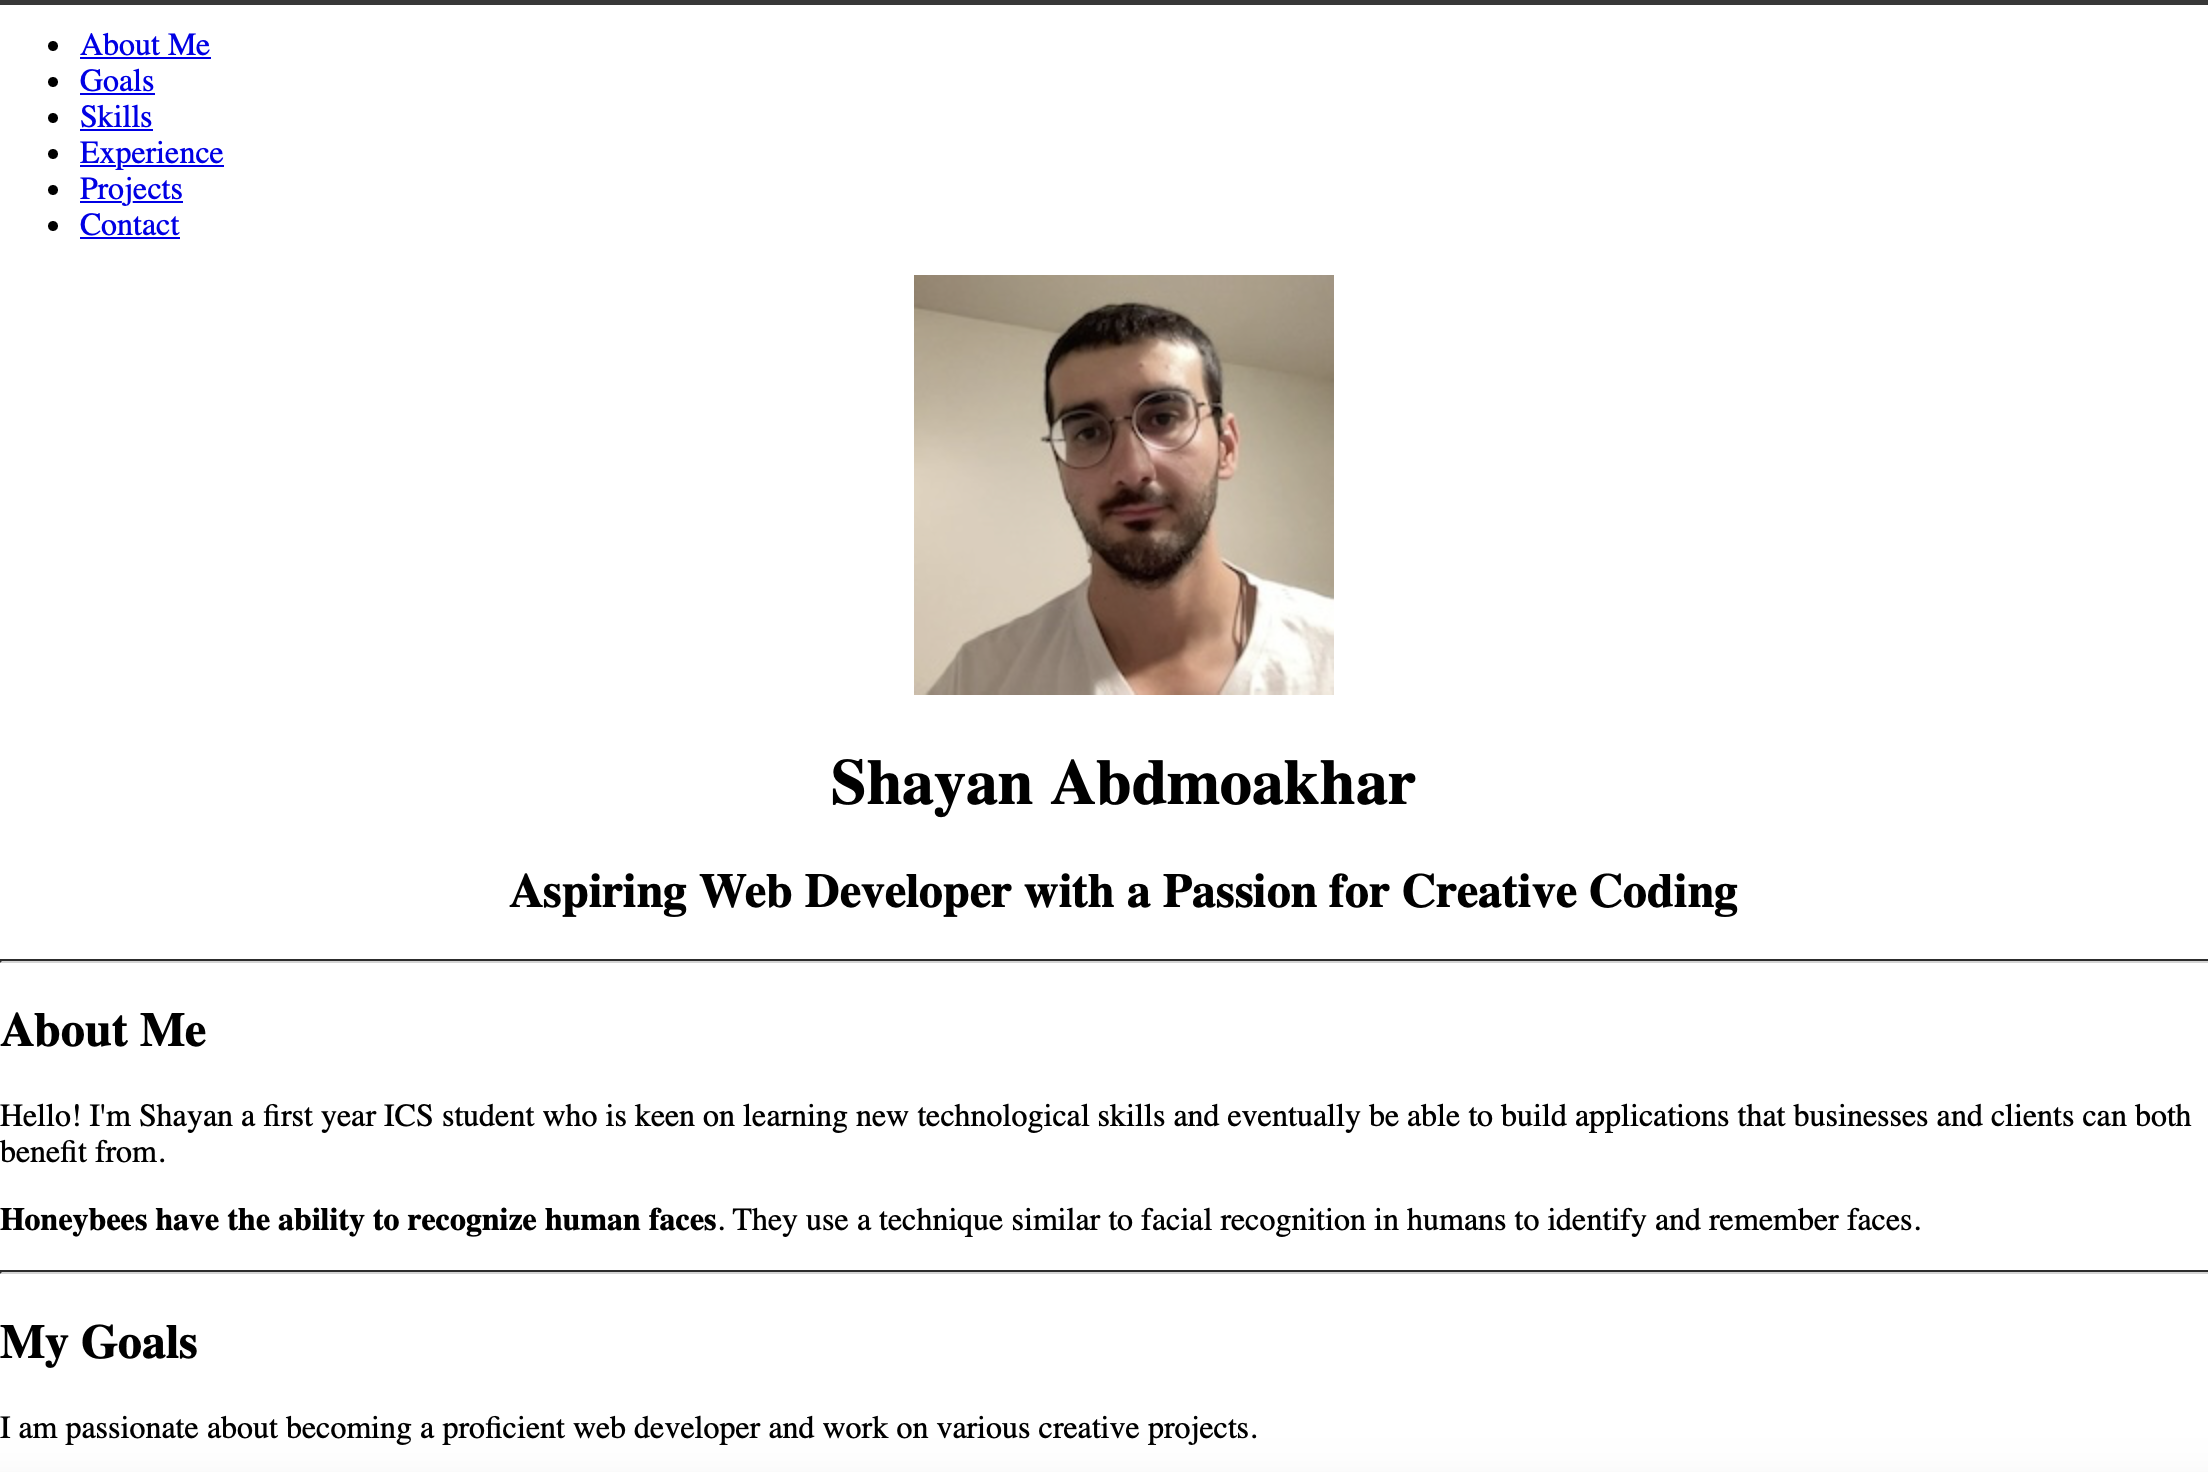 About Me
Goals
Skills
Experience
Projects
Contact
Shayan Abdmoakhar
Aspiring Web Developer with a Passion for Creative Coding
About Me
Hello! I'm Shayan a first year ICS student who is keen on learning new technological skills and eventually be able to build applications that businesses and clients can both
benefit from.
Honeybees have the ability to recognize human faces. They use a technique similar to facial recognition in humans to identify and remember faces.
My Goals
I am passionate about becoming a proficient web developer and work on various creative projects.